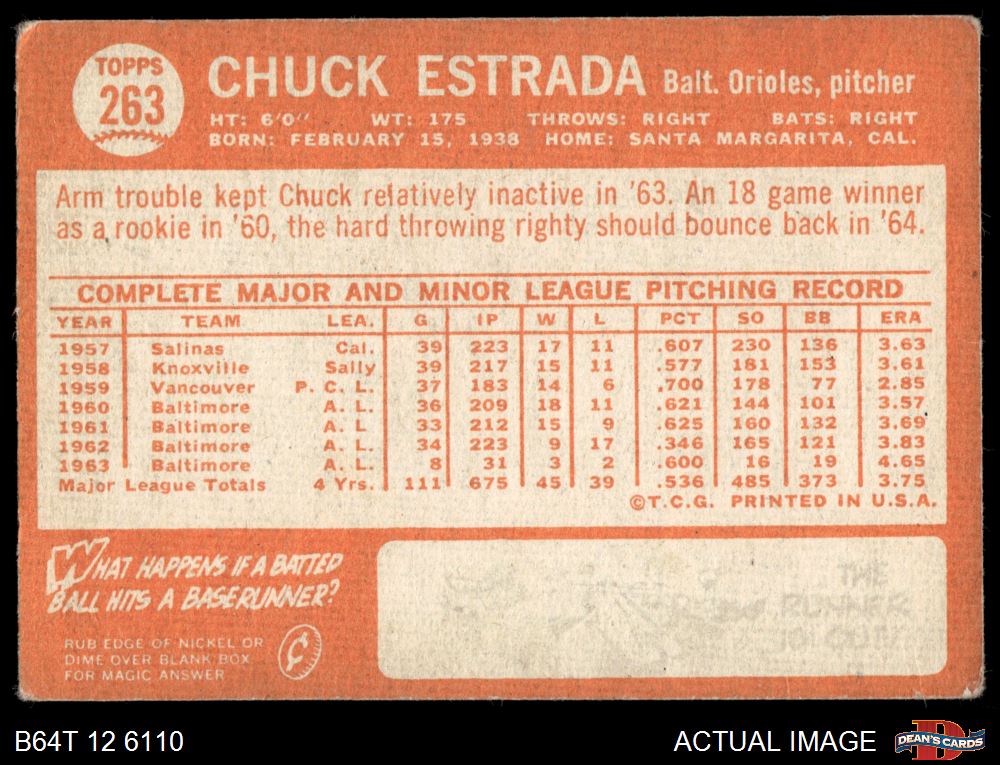 TOPPS
263
CHUCK ESTRADA Balt. Orioles, pitcher
HT: 6'0" WT: 175 THROWS: RIGHT BATS: RIGHT
BORN: FEBRUARY 15, 1938 HOME: SANTA MARGARITA, CAL.
Arm trouble kept Chuck relatively inactive in '63. An 18 game winner
as a rookie in '60, the hard throwing righty should bounce back in '64.
COMPLETE MAJOR AND MINOR LEAGUE PITCHING RECORD
YEAR TEAM LEA. G IP W L PCT SO BB ERA
1957 Salinas Cal. 39 223 17 11 .607 230 136 3.63
1958 Knoxville Sally 39 217 15 11 .577 181 153 3.61
1959 Vancouver P. C. L. 37 183 14 6 .700 178 77 2.85
1960 Baltimore A. L. 36 209 18 11 .621 144 101 3.57
1961 Baltimore A. L 33 212 15 9 .625 160 132 3.69
1962 Baltimore A. L. 34 223 9 17 .346 165 121 3.83
1963 Baltimore A. L. 8 31 3 2 .600 16 19 4.65
Major League Totals 4 Yrs. 111 675 45 39 .536 485 373 3.75
©T.C.G. PRINTED IN U.S.A.
WHAT HAPPENS IF A BATTED
BALL HITS A BASERUNNER?
RUB EDGE OF NICKEL OR
DIME OVER BLANK BOX
FOR MAGIC ANSWER
¢
THE
RUNNER
IS OUT
B64T 12 6110
ACTUAL IMAGE
DEAN'S CARDS